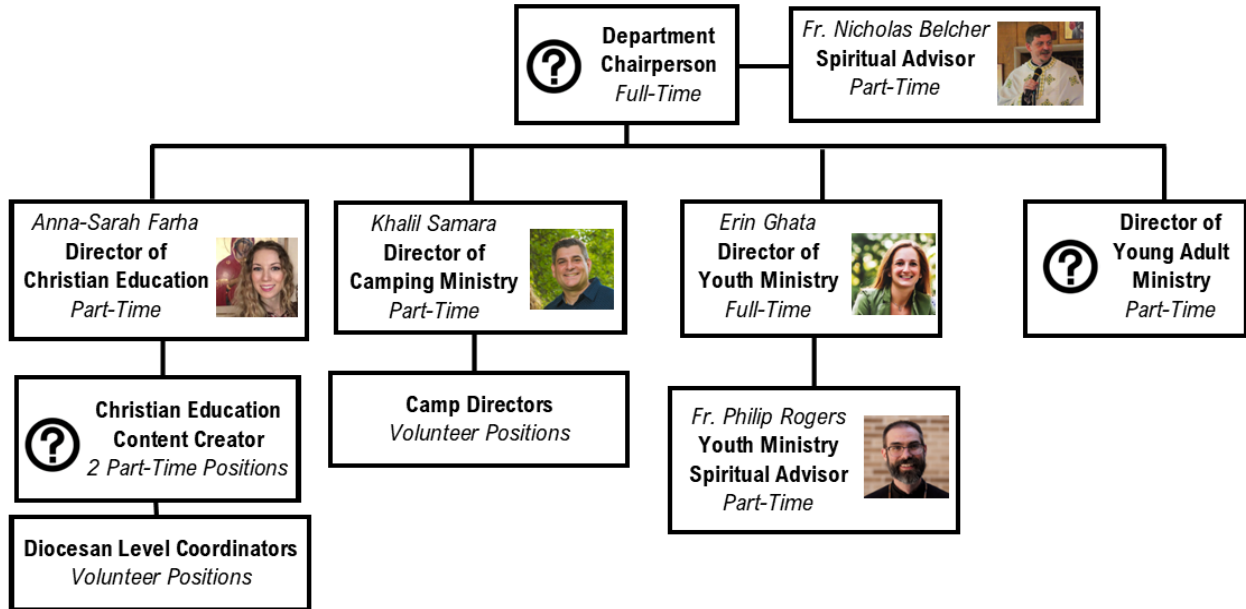 Department
Chairperson
Full-Time
Fr. Nicholas Belcher
Spiritual Advisor
Part-Time
Anna-Sarah Farha
Director of
Christian Education
Part-Time
Khalil Samara
Director of
Camping Ministry
Part-Time
Erin Ghata
Director of
Youth Ministry
Full-Time
Director of
Young Adult
Ministry
Part-Time
Christian Education
Content Creator
2 Part-Time Positions
Camp Directors
Volunteer Positions
Fr. Philip Rogers
Youth Ministry
Spiritual Advisor
Part-Time
Diocesan Level Coordinators
Volunteer Positions